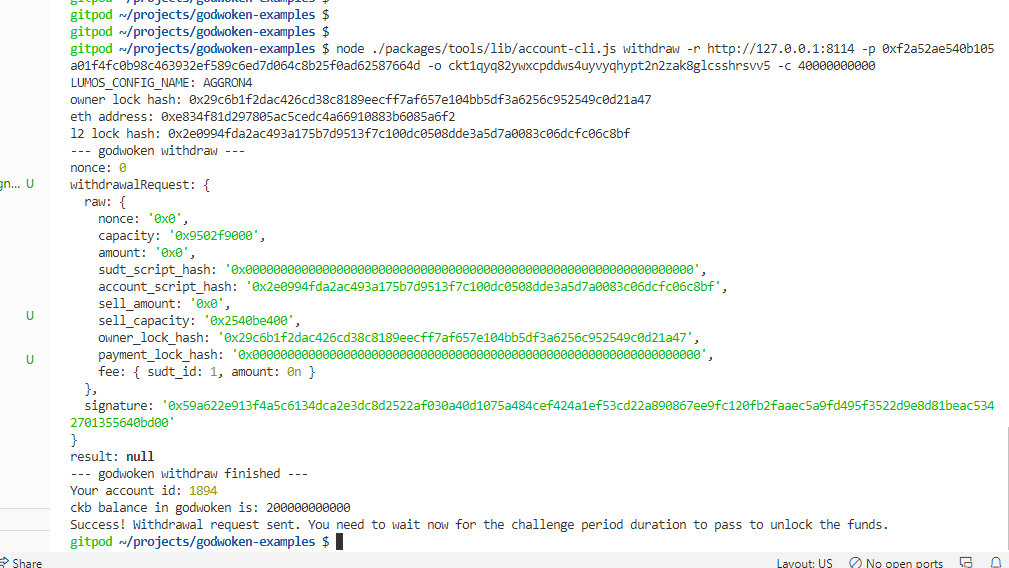 gitpod ~/projects/godwoken-examples $
gitpod ~/projects/godwoken-examples $
gitpod ~/projects/godwoken-examples $ node ./packages/tools/lib/account-cli.js withdraw -r http://127.0.0.1:8114 -p 0xf2a52ae540b105
a01f4fc0b98c463932ef589c6ed7d064c8b25f0ad62587664d -o ckt1qyq82ywxcpddws4uyvyqhypt2n2zak8glcsshrsvv5 -c 40000000000
LUMOS_CONFIG_NAME: AGGRON4
owner lock hash: 0x29c6b1f2dac426cd38c8189eecff7af657e104bb5df3a6256c952549c0d21a47
eth address: 0xe834f81d297805ac5cedc4a66910883b6085a6f2
l2 lock hash: 0x2e0994fda2ac493a175b7d9513f7c100dc0508dde3a5d7a0083c06dcfc06c8bf
--- godwoken withdraw ---
nonce: 0
gn... U
withdrawalRequest: {
raw: {
nonce: '0x0',
capacity: '0x9502f9000',
amount: '0x0',
sudt_script_hash: '0x0000000000000000000000000000000000000000000000000000000000000000',
account_script_hash: '0x2e0994fda2ac493a175b7d9513f7c100dc0508dde3a5d7a0083c06dcfc06c8bf',
sell_amount: '0x0',
U
sell_capacity: '0x2540be400',
owner_lock_hash: '0x29c6b1f2dac426cd38c8189eecff7af657e104bb5df3a6256c952549c0d21a47',
payment_lock_hash: '0x0000000000000000000000000000000000000000000000000000000000000000',
U
fee: { sudt_id: 1, amount: 0n }
},
signature: '0x59a622e913f4a5c6134dca2e3dc8d2522af030a40d1075a484cef424a1ef53cd22a890867ee9fc120fb2faaec5a9fd495f3522d9e8d81beac534
2701355640bd00'
}
result: null
--- godwoken withdraw finished ---
Your account id: 1894
ckb balance in godwoken is: 200000000000
Success! Withdrawal request sent. You need to wait now for the challenge period duration to pass to unlock the funds.
gitpod ~/projects/godwoken-examples $
Share
Layout: US
No open ports